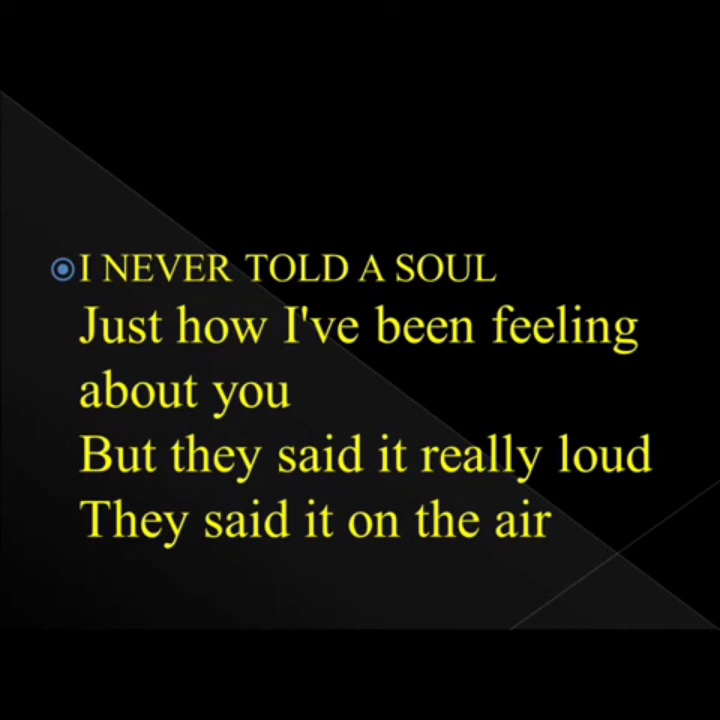 I NEVER TOLD A SOUL
Just how I've been feeling
about you
But they said it really loud
They said it on the air